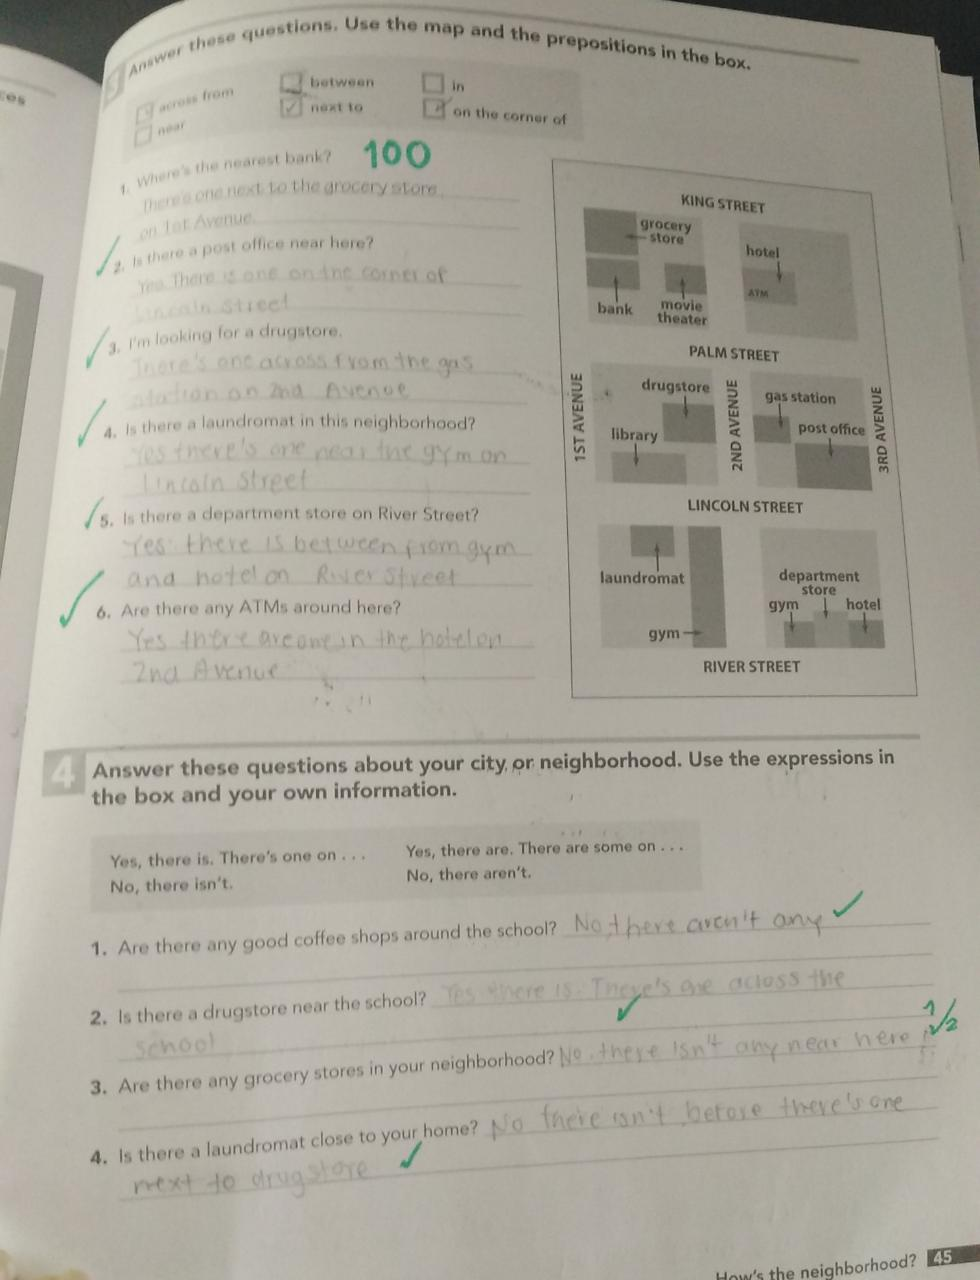 ces
3 Answer these questions. Use the map and the prepositions in the box.
across from between in
near next to on the corner of
100
1. Where's the nearest bank?
There's one next to the grocery store
on 1st Avenue.
2. Is there a post office near here?
Yes. There is one on the corner of
Lincoln Street
3. I'm looking for a drugstore.
There's one across from the gas
station on 2nd Avenue
4. Is there a laundromat in this neighborhood?
Yes there's one near the gym on
Lincoln Street
5. Is there a department store on River Street?
Yes. there is between from gym
and hotel on River Street
6. Are there any ATMs around here?
Yes there are one in the hotel on
2nd Avenue
KING STREET
grocery
store
hotel
ATM
bank
movie
theater
PALM STREET
1ST AVENUE
drugstore
library
2ND AVENUE
gas station
post office
3RD AVENUE
LINCOLN STREET
laundromat
gym
department
store
gym
hotel
RIVER STREET
4 Answer these questions about your city or neighborhood. Use the expressions in
the box and your own information.
Yes, there is. There's one on . . . Yes, there are. There are some on . . .
No, there isn't. No, there aren't.
1. Are there any good coffee shops around the school? No, there aren't any
2. Is there a drugstore near the school? Yes there is. There's one across the
school
1/2
3. Are there any grocery stores in your neighborhood? No. there isn't any near here
4. Is there a laundromat close to your home? No there isn't, before there's one
next to drugstore
How's the neighborhood? 45